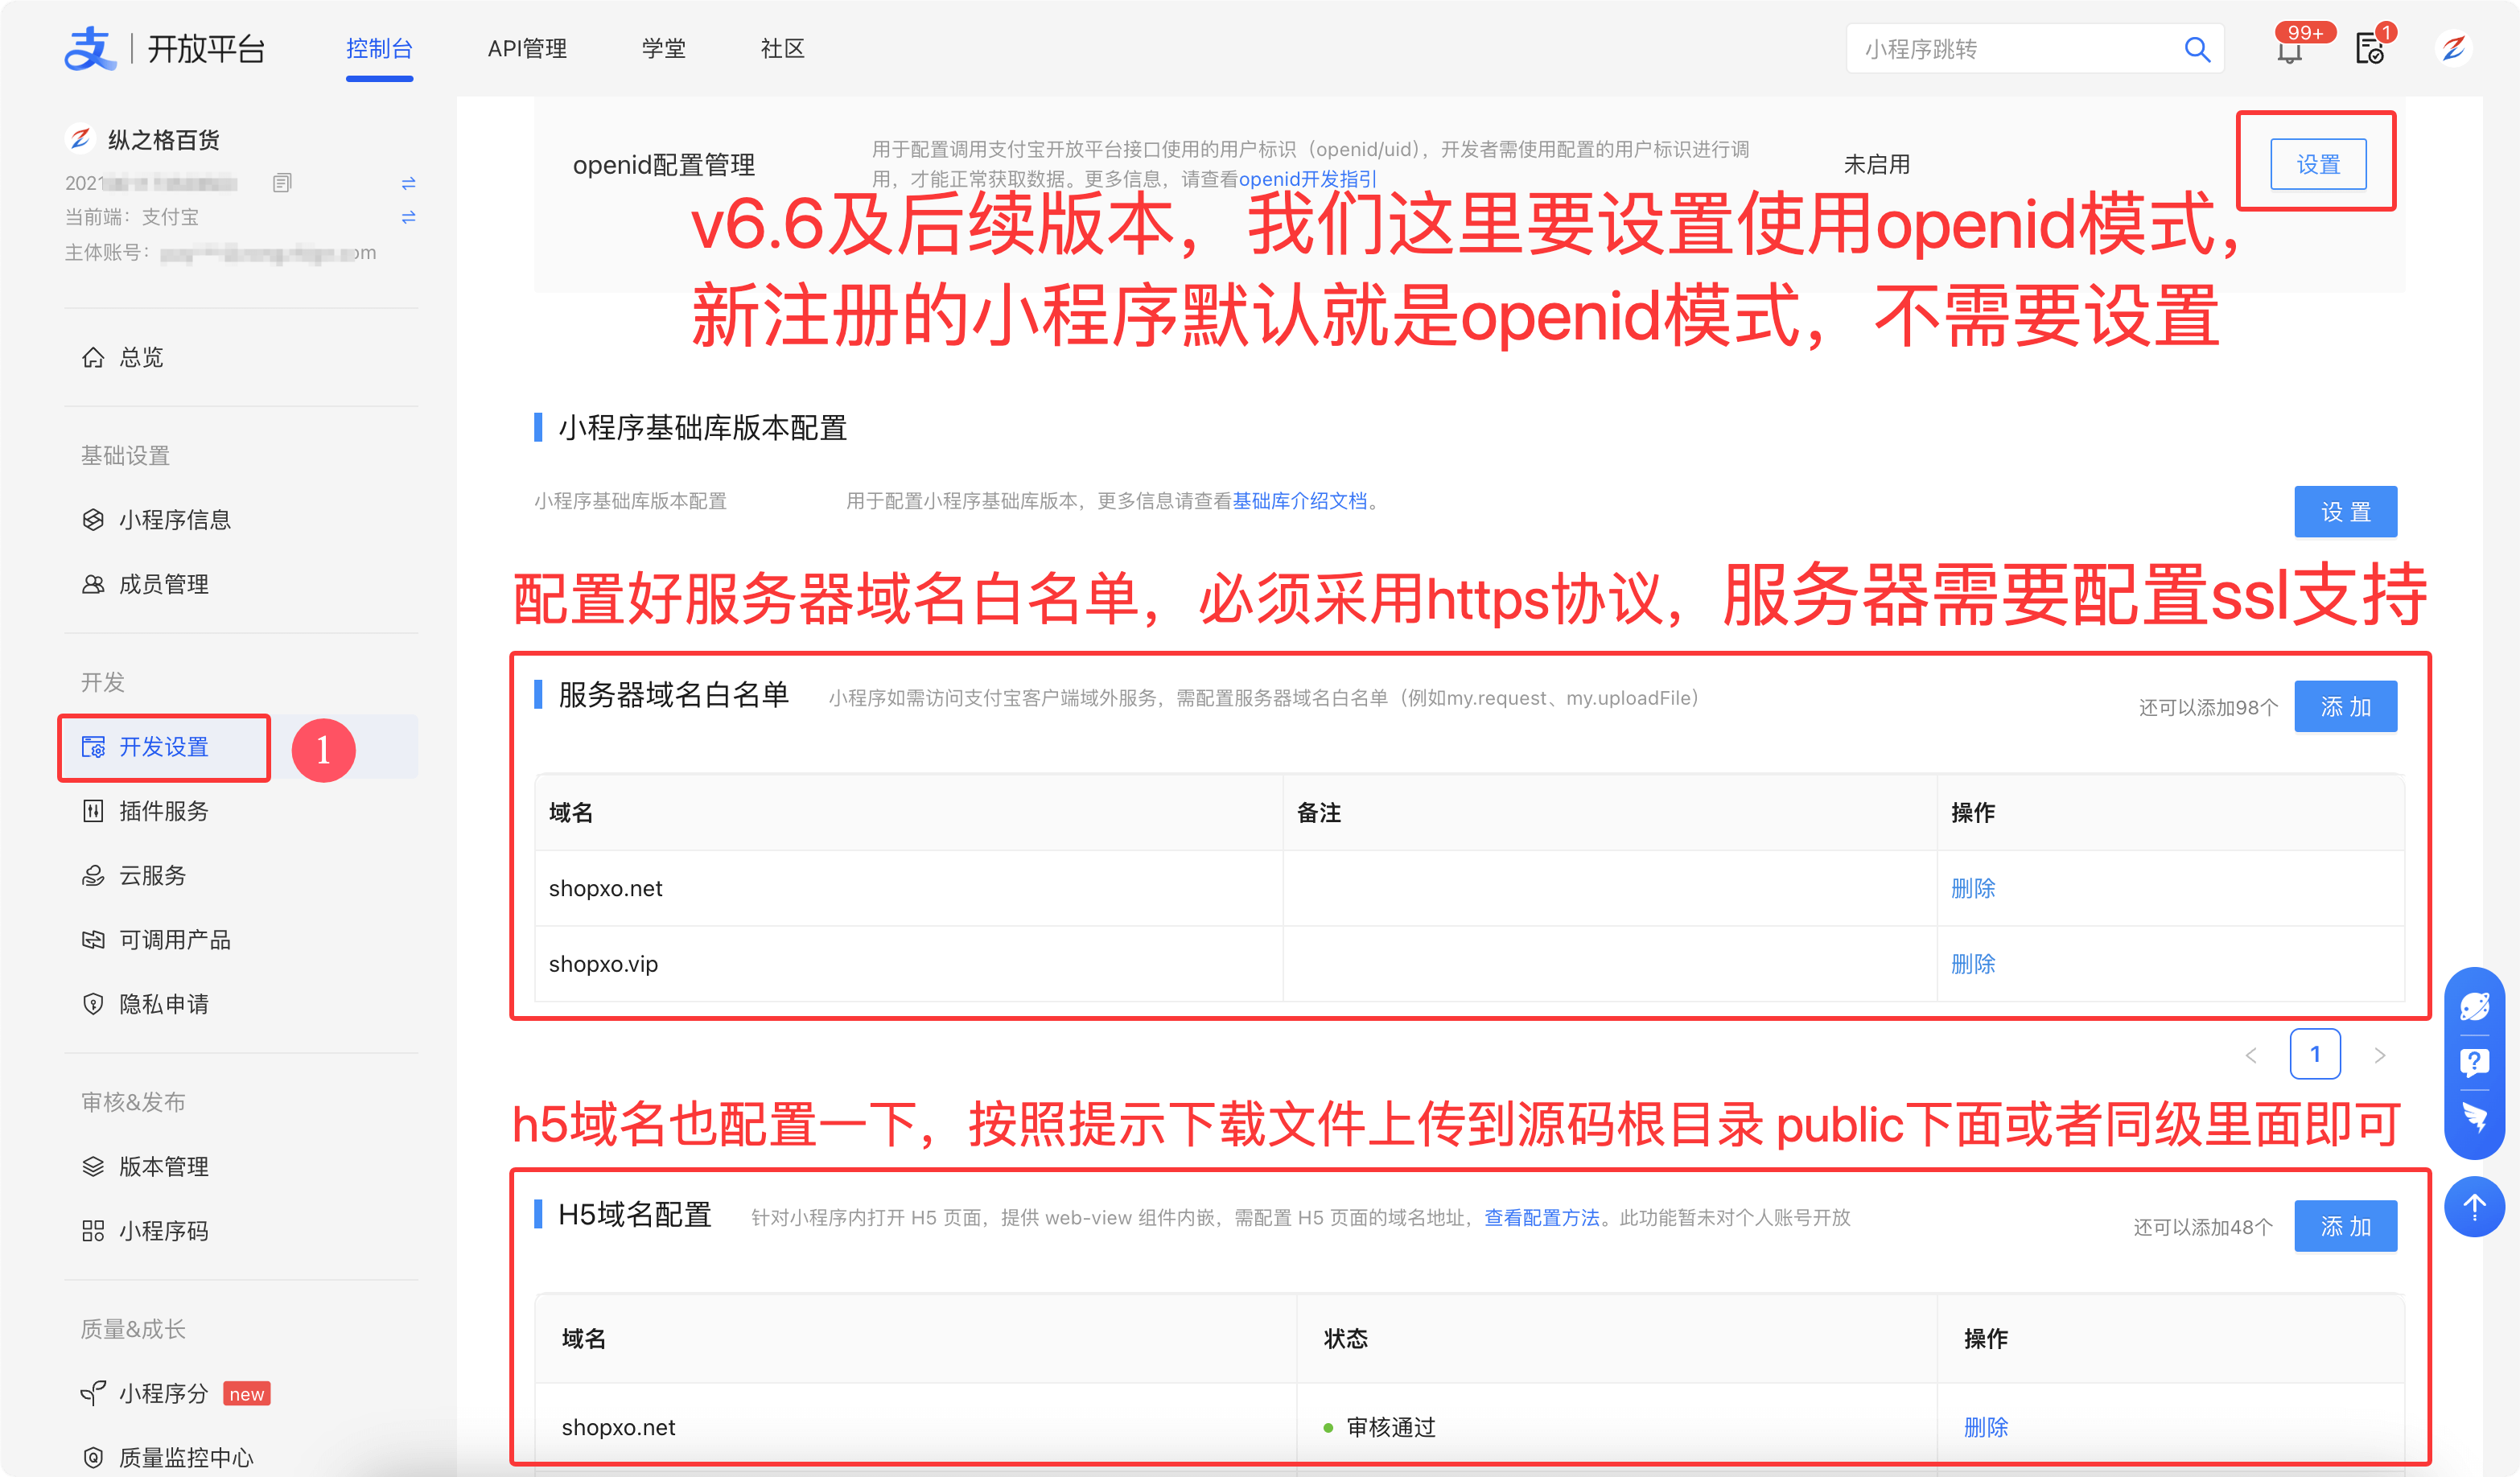 支 开放平台 控制台 API管理 学堂 社区 小程序跳转 99+ 1
纵之格百货
2021
当前端：支付宝
主体账号： om
总览
基础设置
小程序信息
成员管理
开发
开发设置 1
插件服务
云服务
可调用产品
隐私申请
审核&发布
版本管理
小程序码
质量&成长
小程序分 new
质量监控中心
openid配置管理
用于配置调用支付宝开放平台接口使用的用户标识（openid/uid），开发者需使用配置的用户标识进行调
用，才能正常获取数据。更多信息，请查看openid开发指引
未启用
设置
v6.6及后续版本，我们这里要设置使用openid模式，
新注册的小程序默认就是openid模式，不需要设置
小程序基础库版本配置
小程序基础库版本配置 用于配置小程序基础库版本，更多信息请查看基础库介绍文档。 设 置
配置好服务器域名白名单，必须采用https协议，服务器需要配置ssl支持
服务器域名白名单 小程序如需访问支付宝客户端域外服务，需配置服务器域名白名单（例如my.request、my.uploadFile） 还可以添加98个 添 加
域名 备注 操作
shopxo.net 删除
shopxo.vip 删除
< 1 >
h5域名也配置一下，按照提示下载文件上传到源码根目录 public下面或者同级里面即可
H5域名配置 针对小程序内打开 H5 页面，提供 web-view 组件内嵌，需配置 H5 页面的域名地址，查看配置方法。此功能暂未对个人账号开放 还可以添加48个 添 加
域名 状态 操作
shopxo.net 审核通过 删除